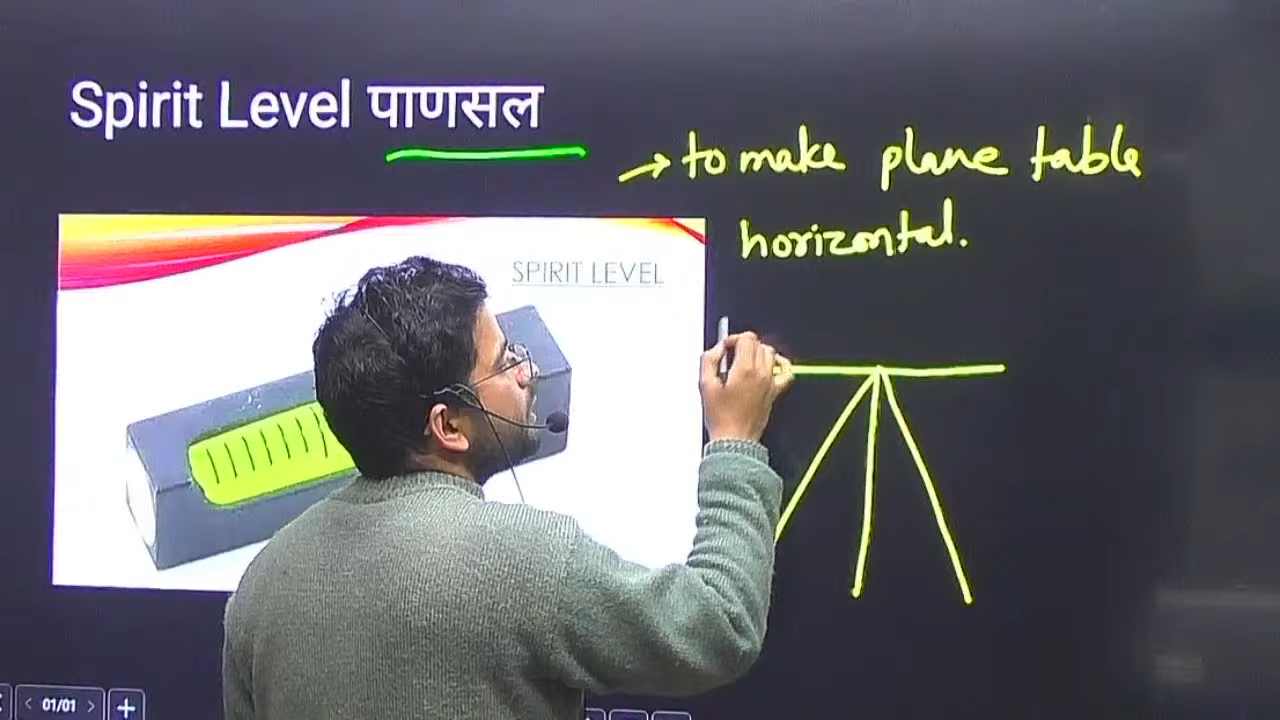 Spirit Level पाणसल
→ to make plane table
horizontal.
SPIRIT LEVEL
01/01